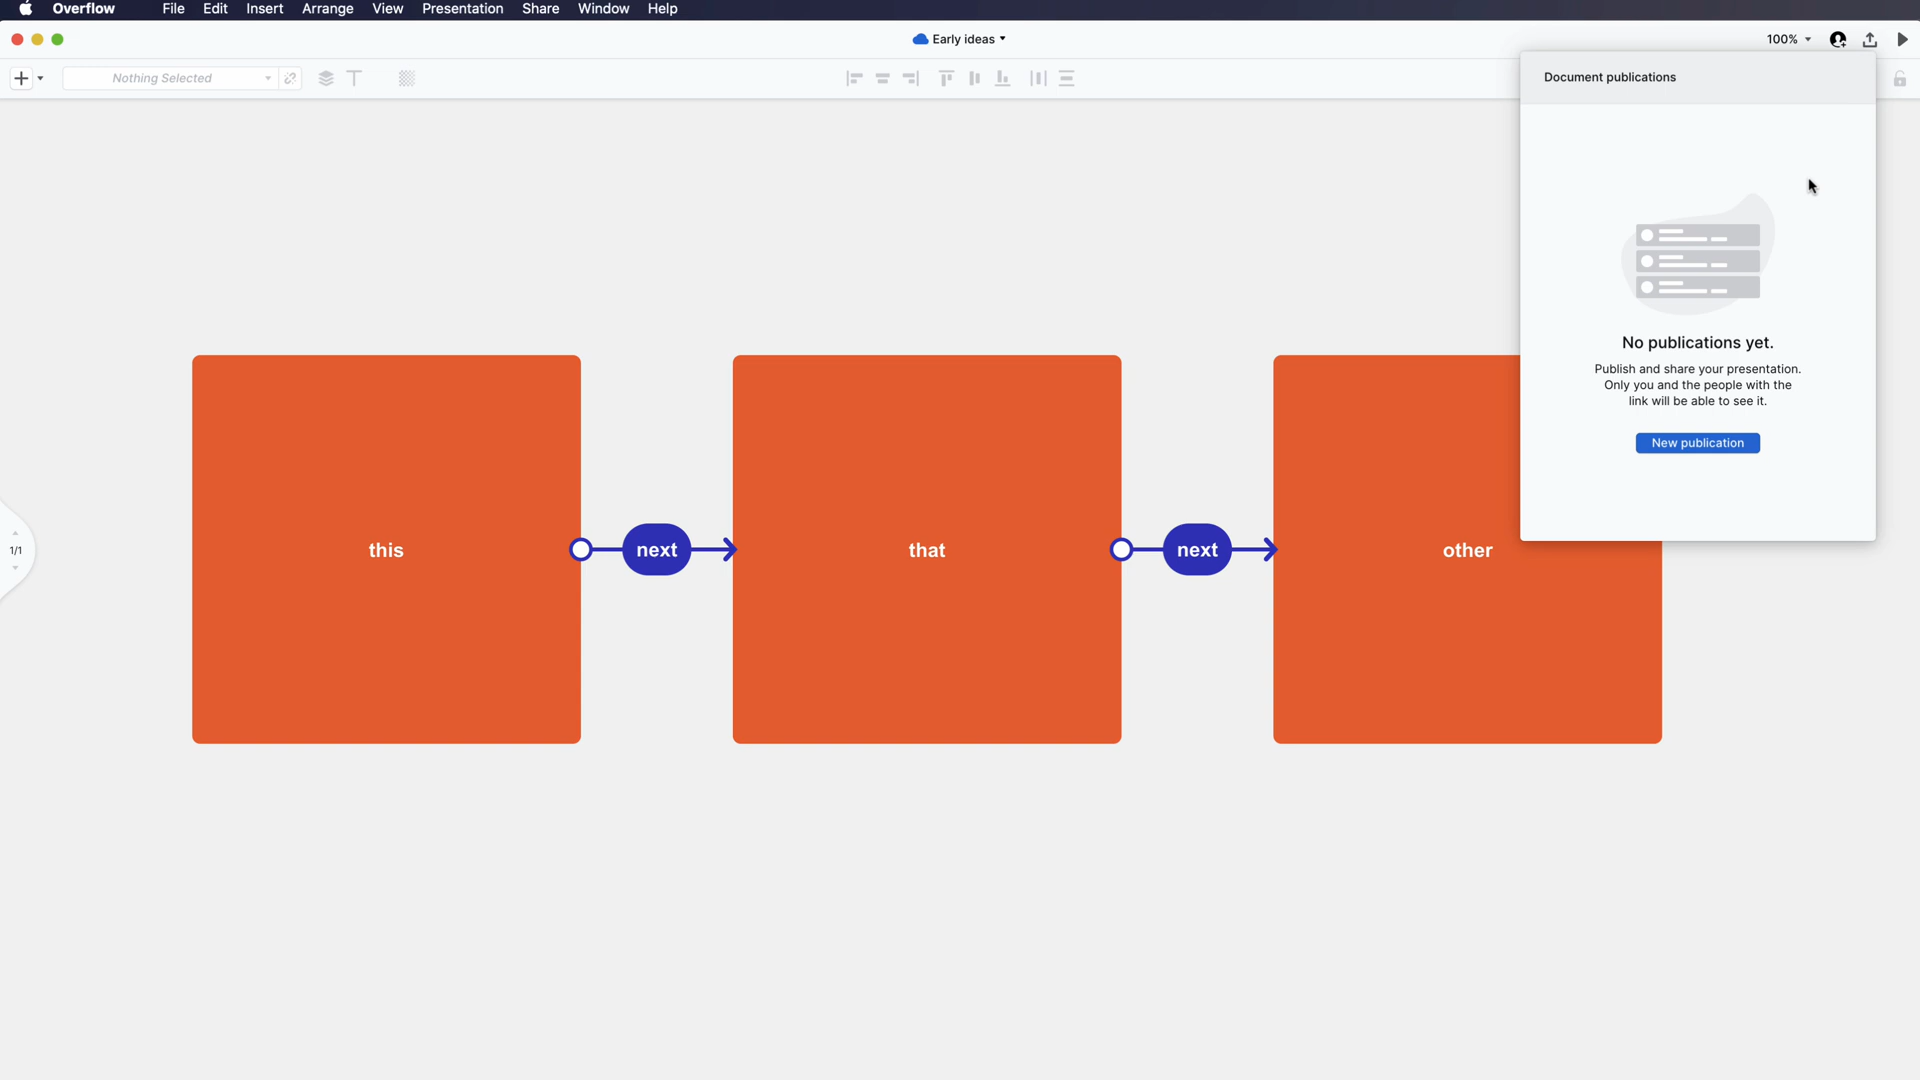 Overflow File Edit Insert Arrange View Presentation Share Window Help
Early ideas
100%
Nothing Selected
Document publications
No publications yet.
Publish and share your presentation.
Only you and the people with the
link will be able to see it.
New publication
1/1
this
next
that
next
other